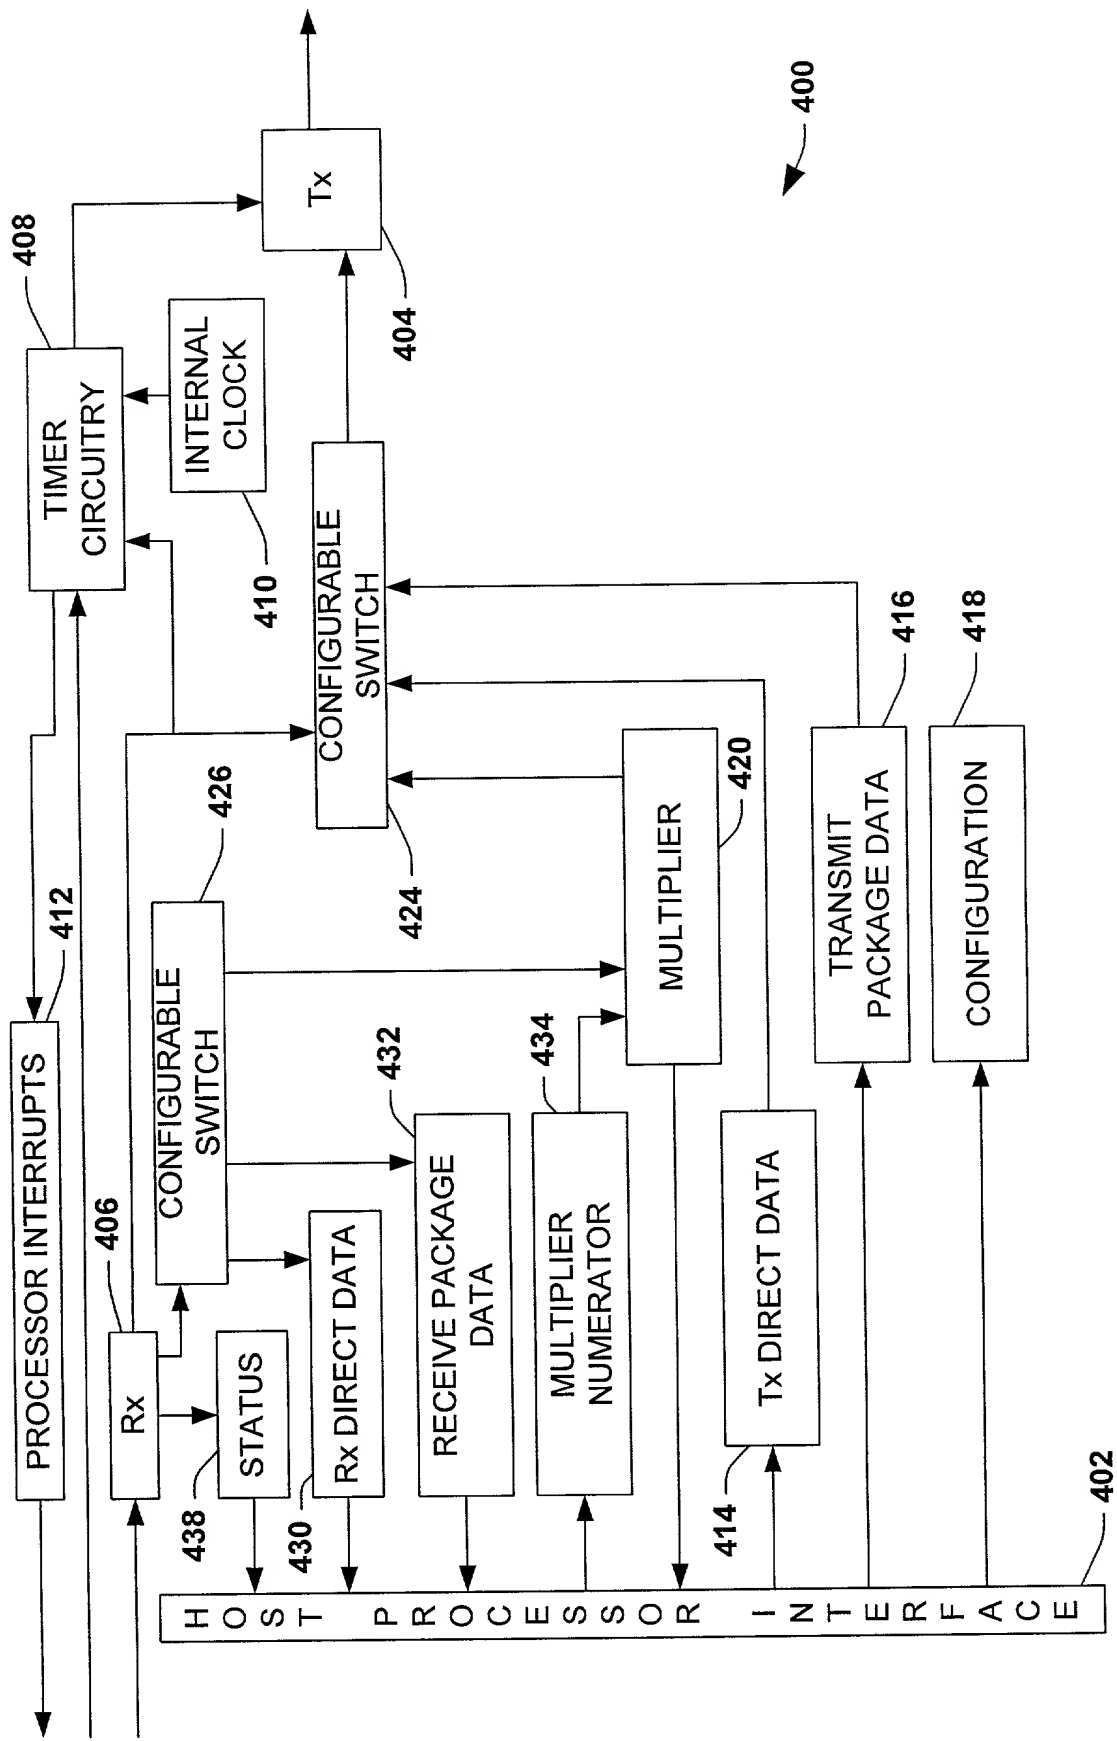 PROCESSOR INTERRUPTS
412
TIMER
CIRCUITRY
408
INTERNAL
CLOCK
410
Tx
404
400
Rx
406
CONFIGURABLE
SWITCH
426
CONFIGURABLE
SWITCH
424
STATUS
438
Rx DIRECT DATA
430
RECEIVE PACKAGE
DATA
432
MULTIPLIER
NUMERATOR
434
MULTIPLIER
420
Tx DIRECT DATA
414
TRANSMIT
PACKAGE DATA
416
CONFIGURATION
418
HOST PROCESSOR INTERFACE
402